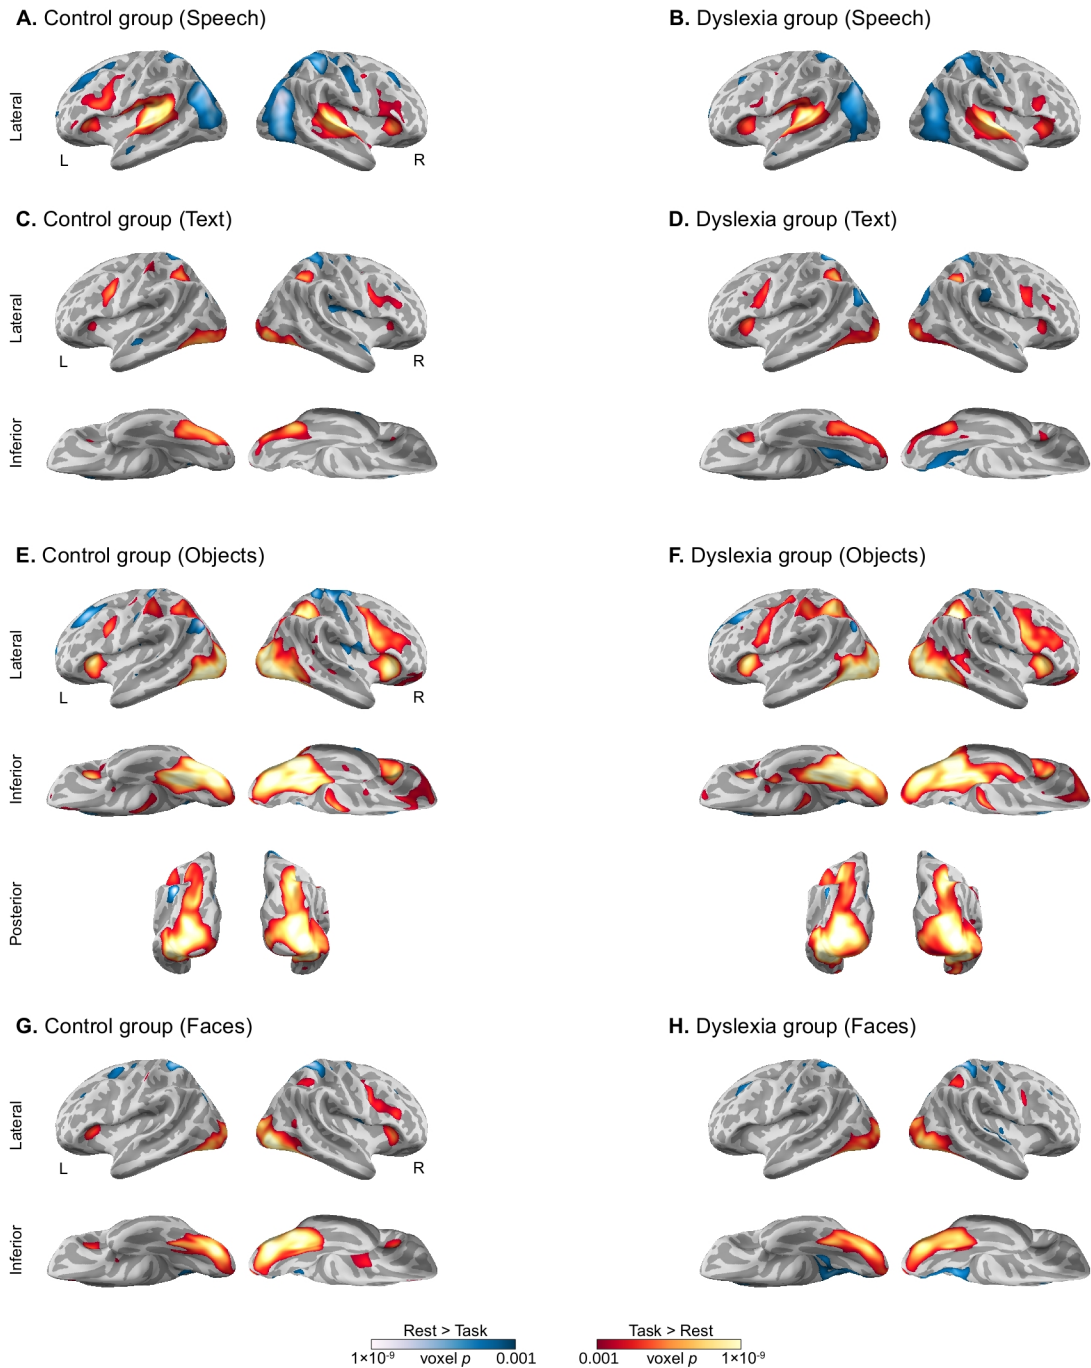 A. Control group (Speech)
B. Dyslexia group (Speech)
Lateral
L
R
C. Control group (Text)
D. Dyslexia group (Text)
Lateral
L
R
Inferior
E. Control group (Objects)
F. Dyslexia group (Objects)
Lateral
L
R
Inferior
Posterior
G. Control group (Faces)
H. Dyslexia group (Faces)
Lateral
L
R
Inferior
Rest > Task
Task > Rest
1×10⁻⁹ voxel p 0.001
0.001 voxel p 1×10⁻⁹